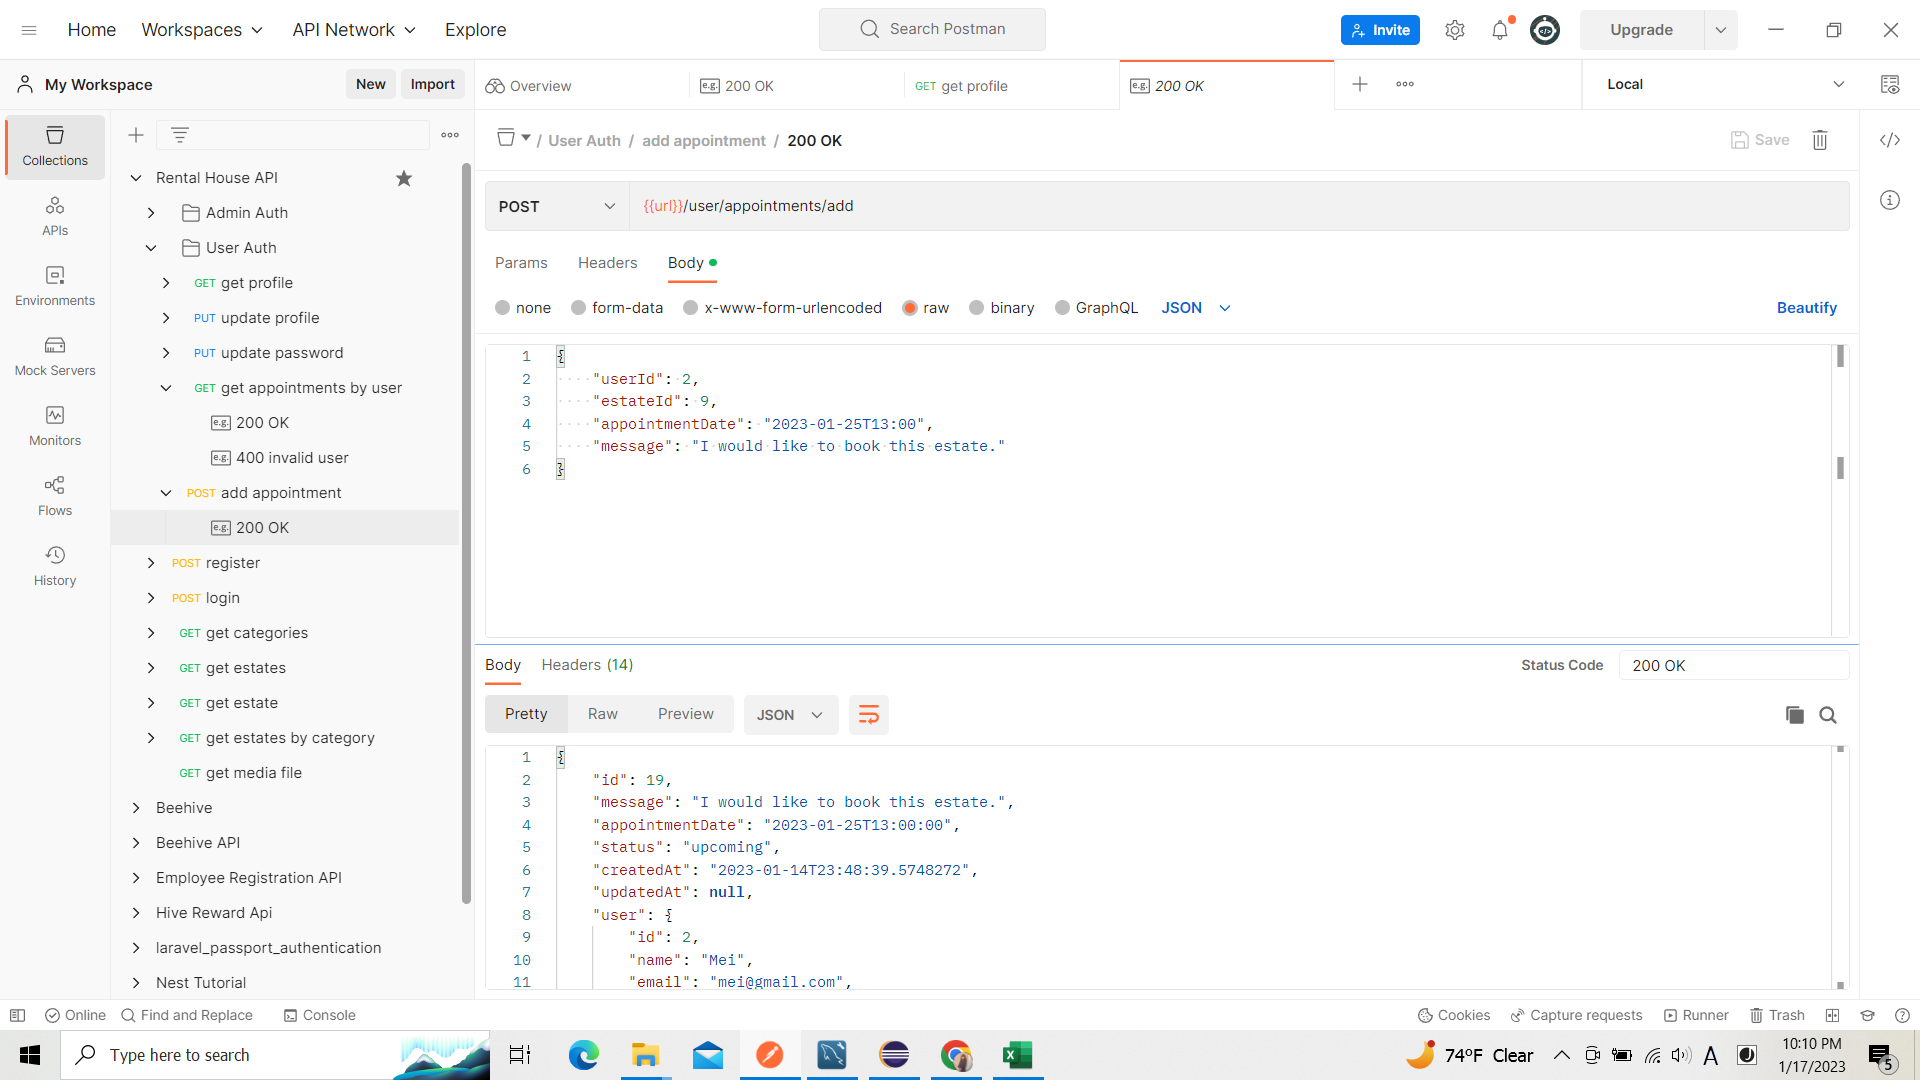 Home Workspaces API Network Explore Search Postman Invite Upgrade
My Workspace New Import Overview e.g. 200 OK GET get profile e.g. 200 OK Local
Collections
APIs
Environments
Mock Servers
Monitors
Flows
History
Rental House API
Admin Auth
User Auth
GET get profile
PUT update profile
PUT update password
GET get appointments by user
e.g. 200 OK
e.g. 400 invalid user
POST add appointment
e.g. 200 OK
POST register
POST login
GET get categories
GET get estates
GET get estate
GET get estates by category
GET get media file
Beehive
Beehive API
Employee Registration API
Hive Reward Api
laravel_passport_authentication
Nest Tutorial
/ User Auth / add appointment / 200 OK Save
POST {{url}}/user/appointments/add
Params Headers Body
none form-data x-www-form-urlencoded raw binary GraphQL JSON Beautify
1 {
2 "userId": 2,
3 "estateId": 9,
4 "appointmentDate": "2023-01-25T13:00",
5 "message": "I would like to book this estate."
6 }
Body Headers (14) Status Code 200 OK
Pretty Raw Preview JSON
1 {
2 "id": 19,
3 "message": "I would like to book this estate.",
4 "appointmentDate": "2023-01-25T13:00:00",
5 "status": "upcoming",
6 "createdAt": "2023-01-14T23:48:39.5748272",
7 "updatedAt": null,
8 "user": {
9 "id": 2,
10 "name": "Mei",
11 "email": "mei@gmail.com",
Online Find and Replace Console Cookies Capture requests Runner Trash
Type here to search 74°F Clear A 10:10 PM
1/17/2023 5